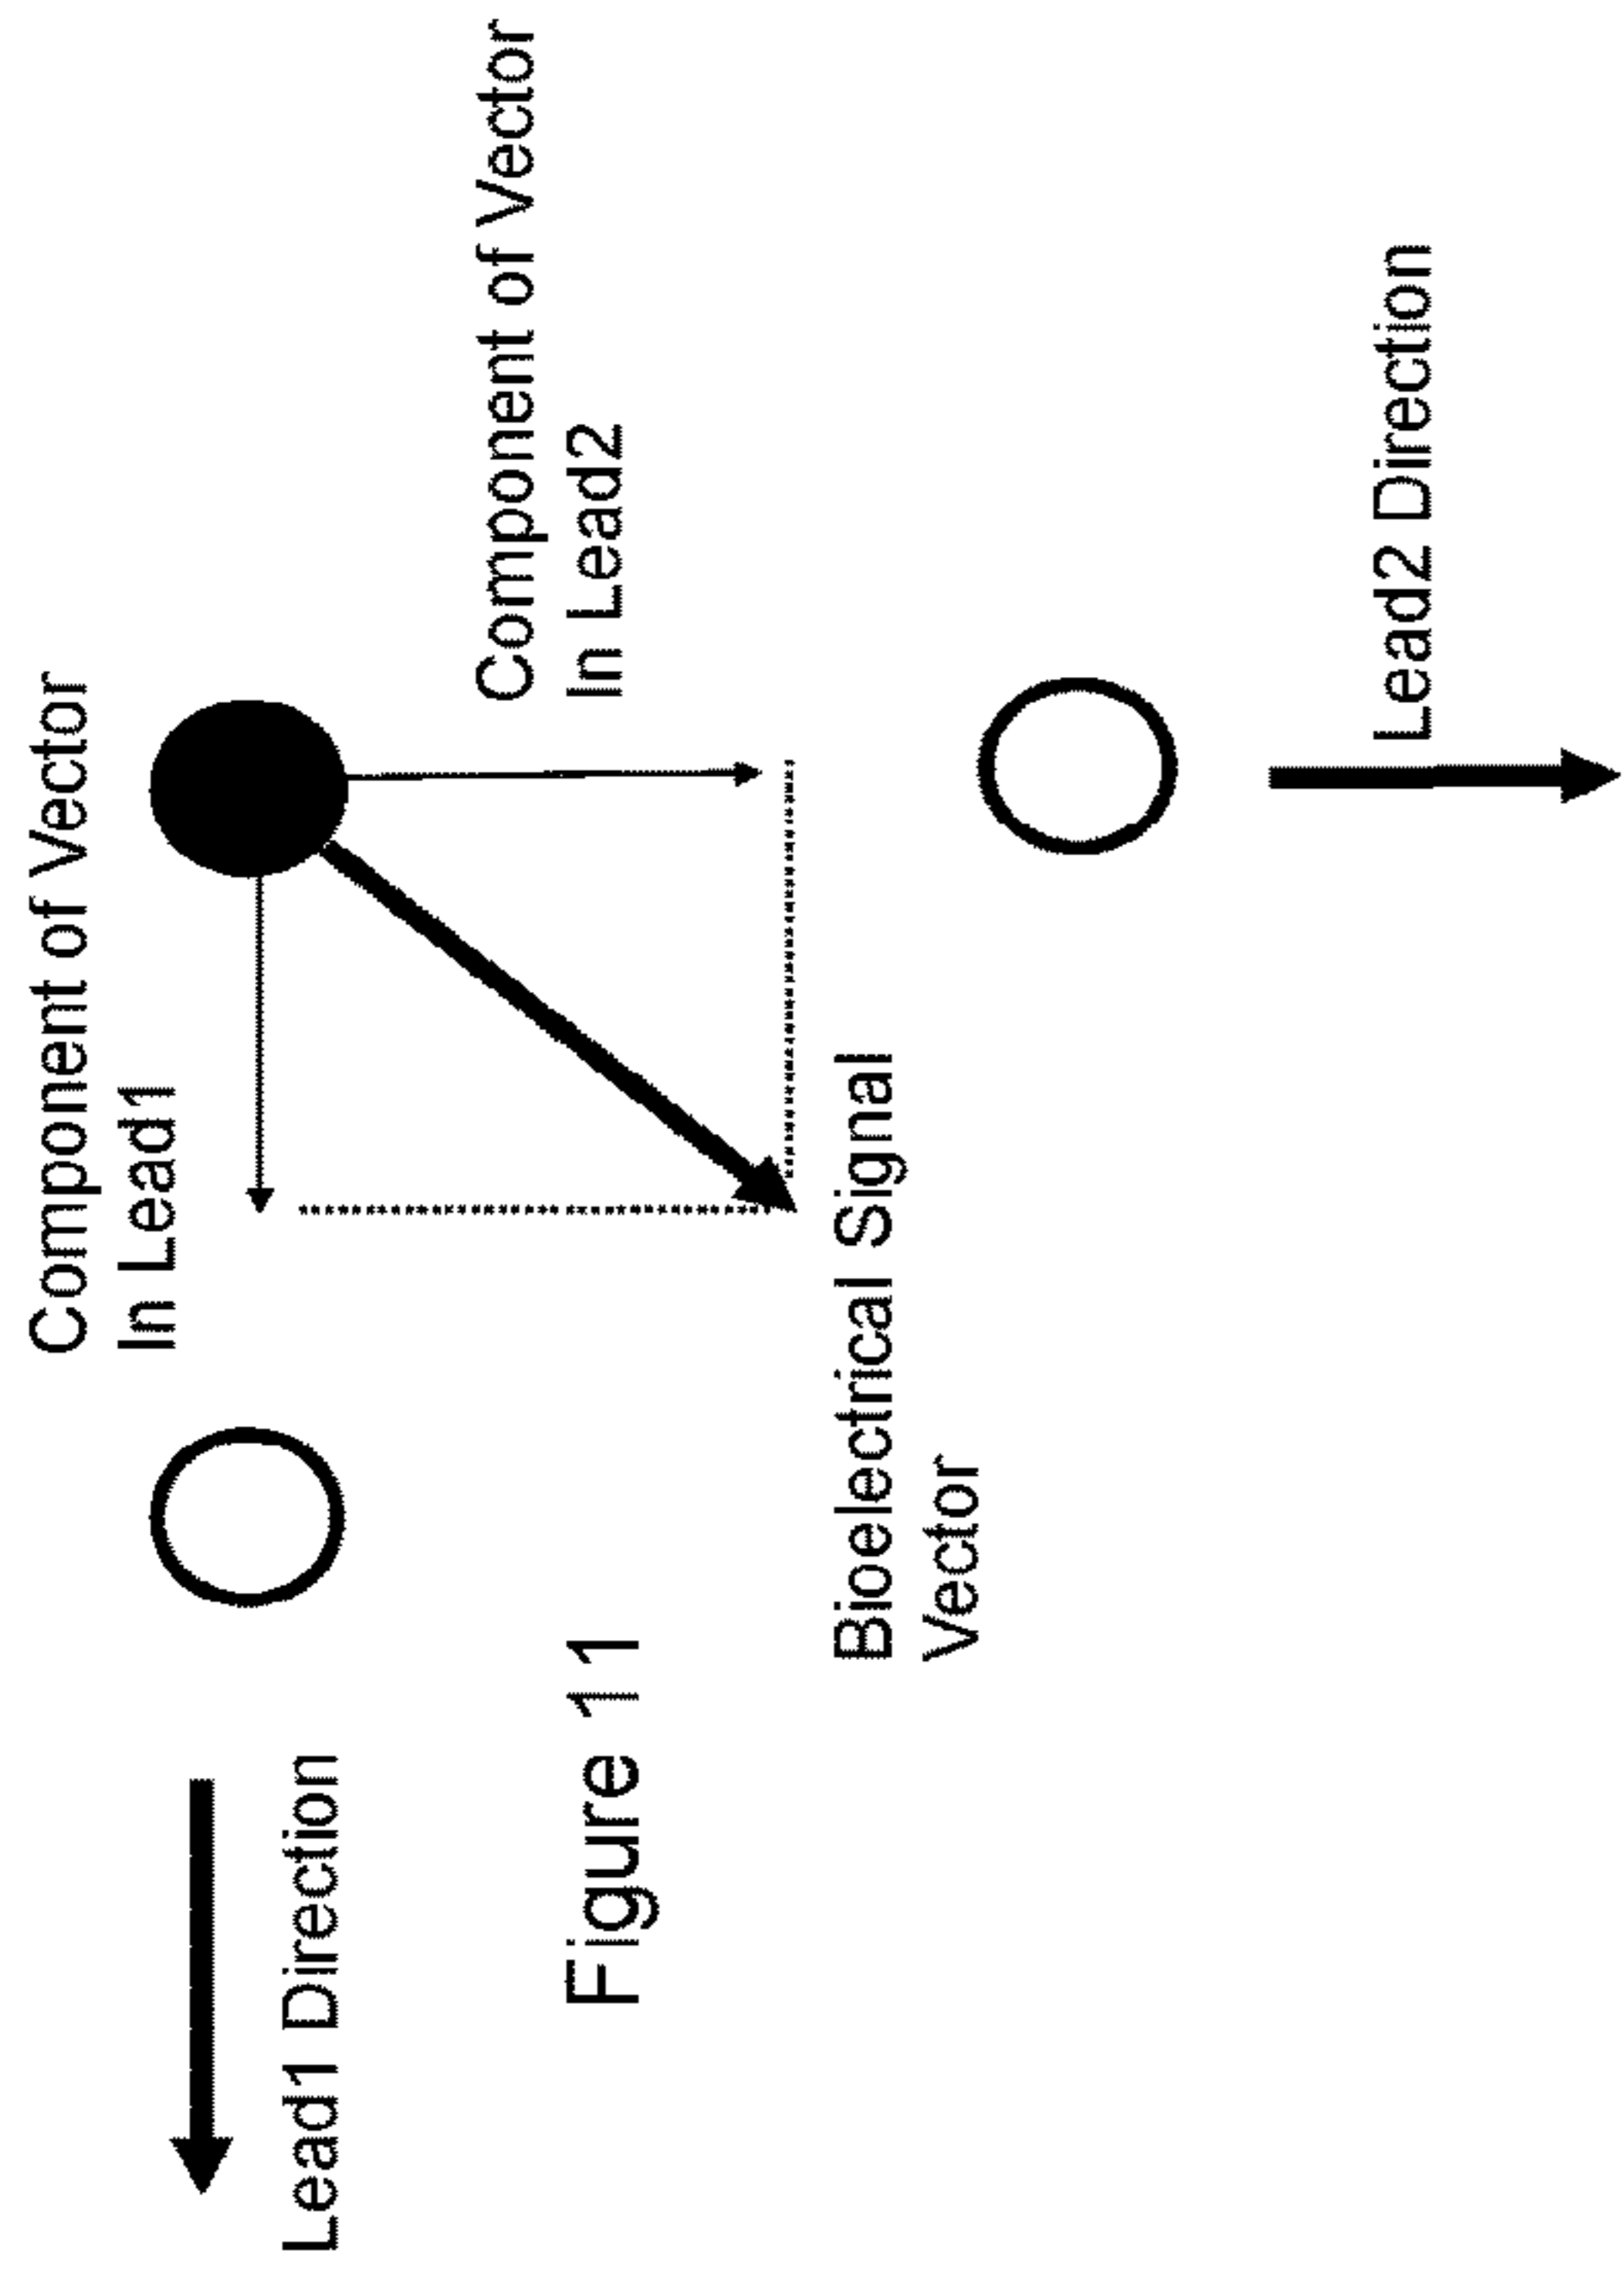 Component of Vector
In Lead1
Component of Vector
In Lead2
Lead1 Direction
Figure 11
Bioelectrical Signal
Vector
Lead2 Direction